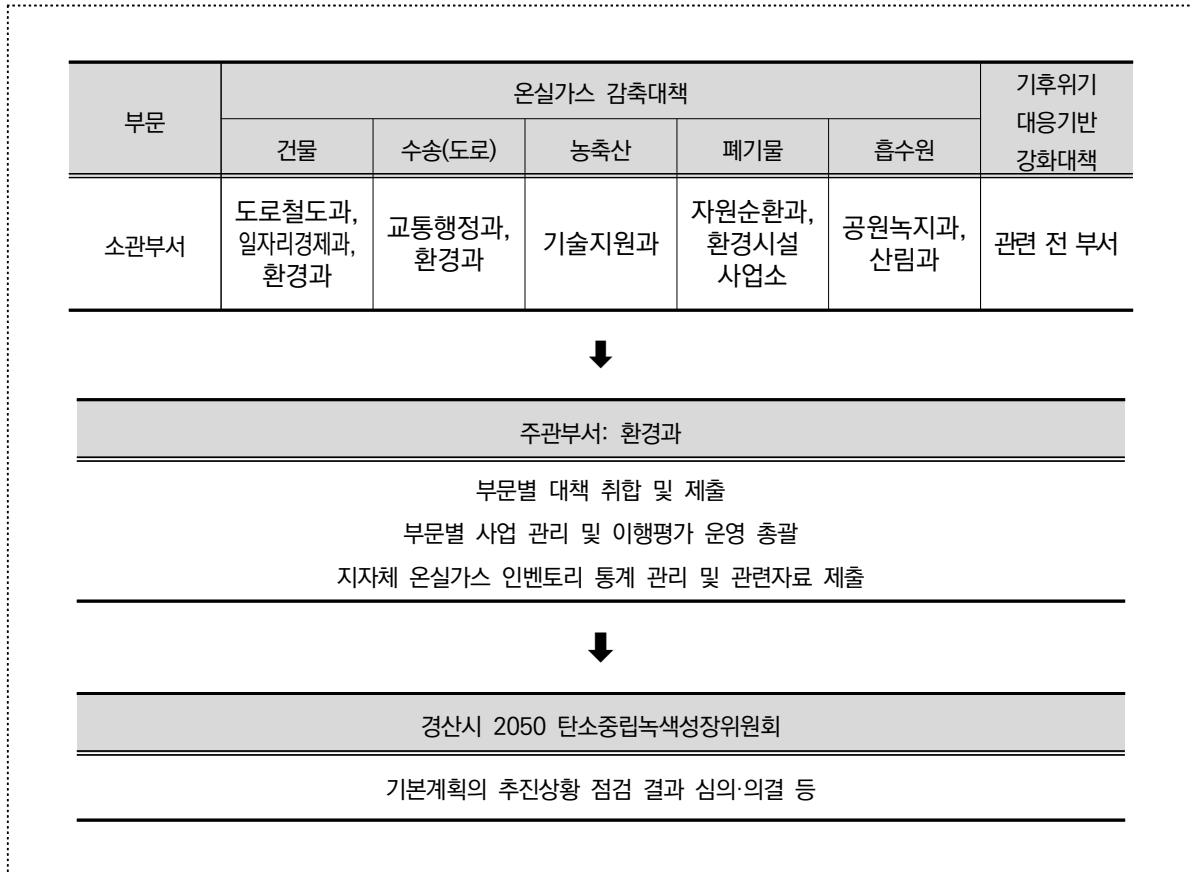 부문
온실가스 감축대책
기후위기
대응기반
강화대책
건물
수송(도로)
농축산
폐기물
흡수원
소관부서
도로철도과,
일자리경제과,
환경과
교통행정과,
환경과
기술지원과
자원순환과,
환경시설
사업소
공원녹지과,
산림과
관련 전 부서
주관부서: 환경과
부문별 대책 취합 및 제출
부문별 사업 관리 및 이행평가 운영 총괄
지자체 온실가스 인벤토리 통계 관리 및 관련자료 제출
경산시 2050 탄소중립녹색성장위원회
기본계획의 추진상황 점검 결과 심의·의결 등